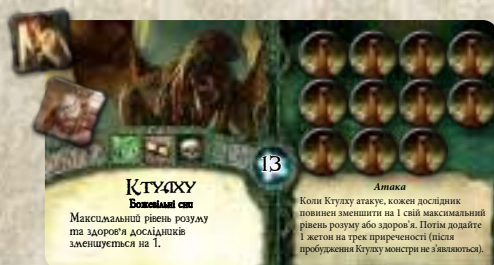 13
Ктулху
Божевільні сни
Максимальний рівень розуму
та здоров'я дослідників
зменшується на 1.
Атака
Коли Ктулху атакує, кожен дослідник
повинен зменшити на 1 свій максимальний
рівень розуму або здоров'я. Потім додайте
1 жетон на трек приреченості (після
пробудження Ктулху монстри не з'являються).